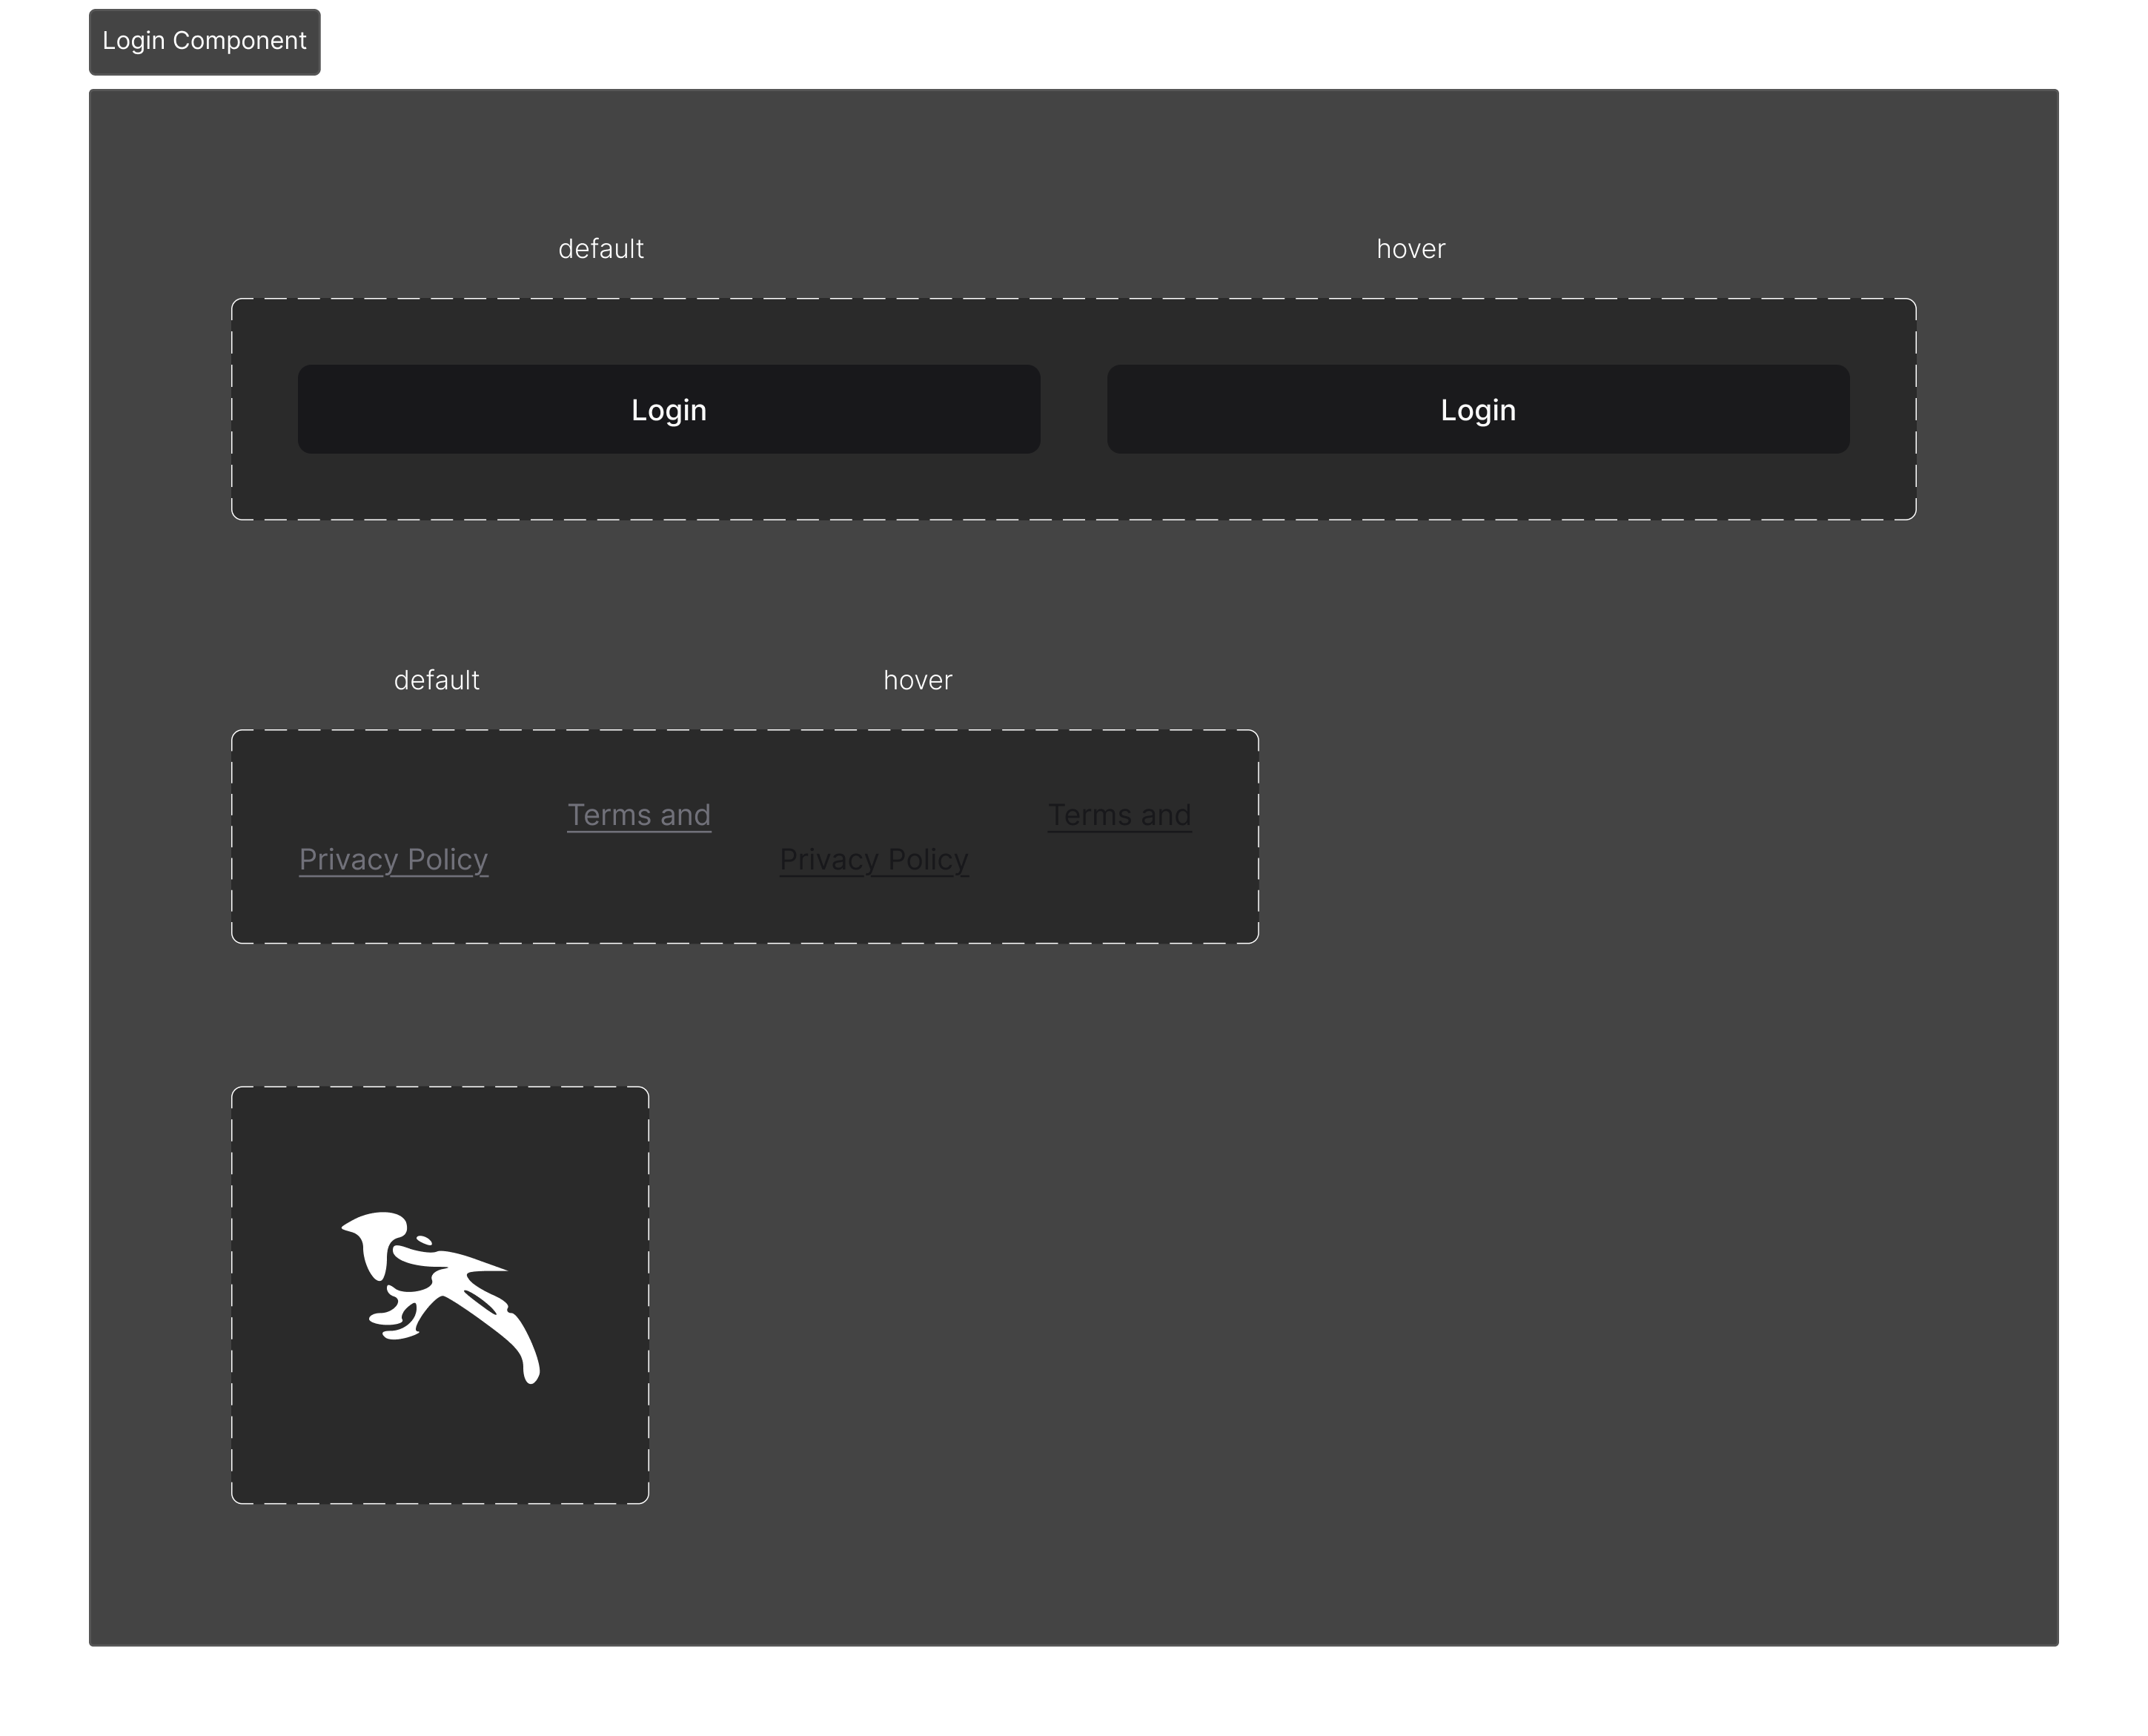 Login Component
default
hover
Login
Login
default
hover
Terms and
Privacy Policy
Terms and
Privacy Policy